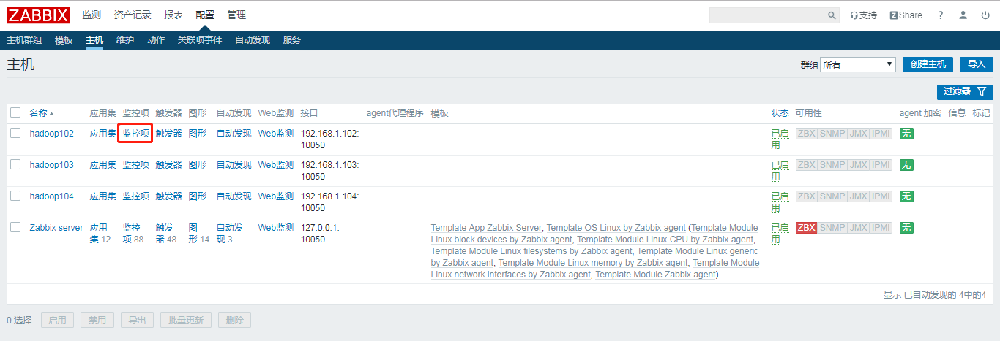 ZABBIX 监测 资产记录 报表 配置 管理 支持 Z Share ?
主机群组 模板 主机 维护 动作 关联项事件 自动发现 服务
主机 群组 所有 创建主机 导入
过滤器
名称 应用集 监控项 触发器 图形 自动发现 Web监测 接口 agent代理程序 模板 状态 可用性 agent 加密 信息 标记
hadoop102 应用集 监控项 触发器 图形 自动发现 Web监测 192.168.1.102: 已启 ZBX SNMP JMX IPMI 无
10050 用
hadoop103 应用集 监控项 触发器 图形 自动发现 Web监测 192.168.1.103: 已启 ZBX SNMP JMX IPMI 无
10050 用
hadoop104 应用集 监控项 触发器 图形 自动发现 Web监测 192.168.1.104: 已启 ZBX SNMP JMX IPMI 无
10050 用
Zabbix server 应用 监控 触发 图 自动发 Web监测 127.0.0.1: Template App Zabbix Server, Template OS Linux by Zabbix agent (Template Module 已启 ZBX SNMP JMX IPMI 无
集 12 项 88 器 48 形 14 现 3 10050 Linux block devices by Zabbix agent, Template Module Linux CPU by Zabbix agent, 用
Template Module Linux filesystems by Zabbix agent, Template Module Linux generic
by Zabbix agent, Template Module Linux memory by Zabbix agent, Template Module
Linux network interfaces by Zabbix agent, Template Module Zabbix agent)
显示 已自动发现的 4中的4
0 选择 启用 禁用 导出 批量更新 删除